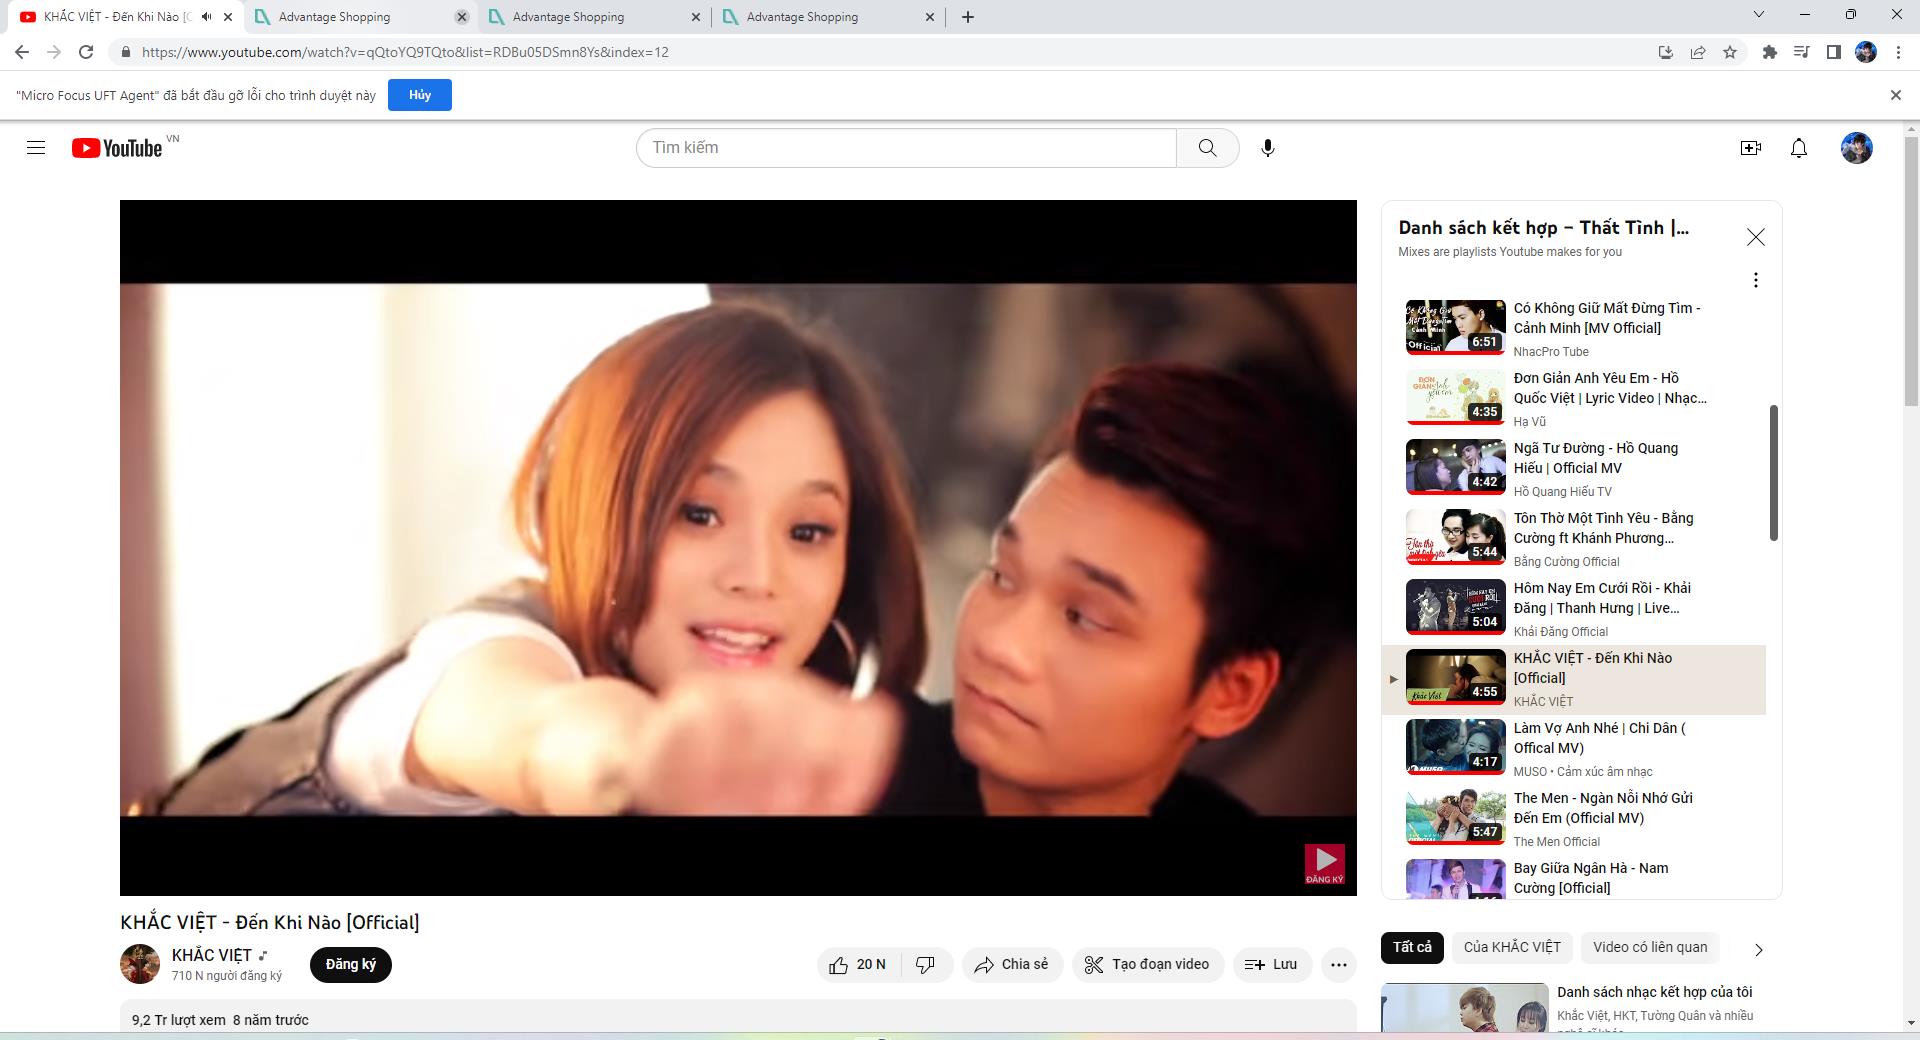 KHẮC VIỆT - Đến Khi Nào [C
Advantage Shopping
Advantage Shopping
Advantage Shopping
https://www.youtube.com/watch?v=qQtoYQ9TQto&list=RDBu05DSmn8Ys&index=12
"Micro Focus UFT Agent" đã bắt đầu gỡ lỗi cho trình duyệt này
Hủy
YouTube VN
Tìm kiếm
ĐĂNG KÝ
KHẮC VIỆT - Đến Khi Nào [Official]
KHẮC VIỆT
710 N người đăng ký
Đăng ký
20 N
Chia sẻ
Tạo đoạn video
Lưu
9,2 Tr lượt xem 8 năm trước
Danh sách kết hợp – Thất Tình |...
Mixes are playlists Youtube makes for you
6:51
Có Không Giữ Mất Đừng Tìm -
Cảnh Minh [MV Official]
NhacPro Tube
4:35
Đơn Giản Anh Yêu Em - Hồ
Quốc Việt | Lyric Video | Nhạc...
Hạ Vũ
4:42
Ngã Tư Đường - Hồ Quang
Hiếu | Official MV
Hồ Quang Hiếu TV
5:44
Tôn Thờ Một Tình Yêu - Bằng
Cường ft Khánh Phương...
Bằng Cường Official
5:04
Hôm Nay Em Cưới Rồi - Khải
Đăng | Thanh Hưng | Live...
Khải Đăng Official
Khắc Việt
4:55
KHẮC VIỆT - Đến Khi Nào
[Official]
KHẮC VIỆT
MUSO
4:17
Làm Vợ Anh Nhé | Chi Dân (
Offical MV)
MUSO • Cảm xúc âm nhạc
5:47
The Men - Ngàn Nỗi Nhớ Gửi
Đến Em (Official MV)
The Men Official
Bay Giữa Ngân Hà - Nam
Cường [Official]
Tất cả
Của KHẮC VIỆT
Video có liên quan
Danh sách nhạc kết hợp của tôi
Khắc Việt, HKT, Tường Quân và nhiều